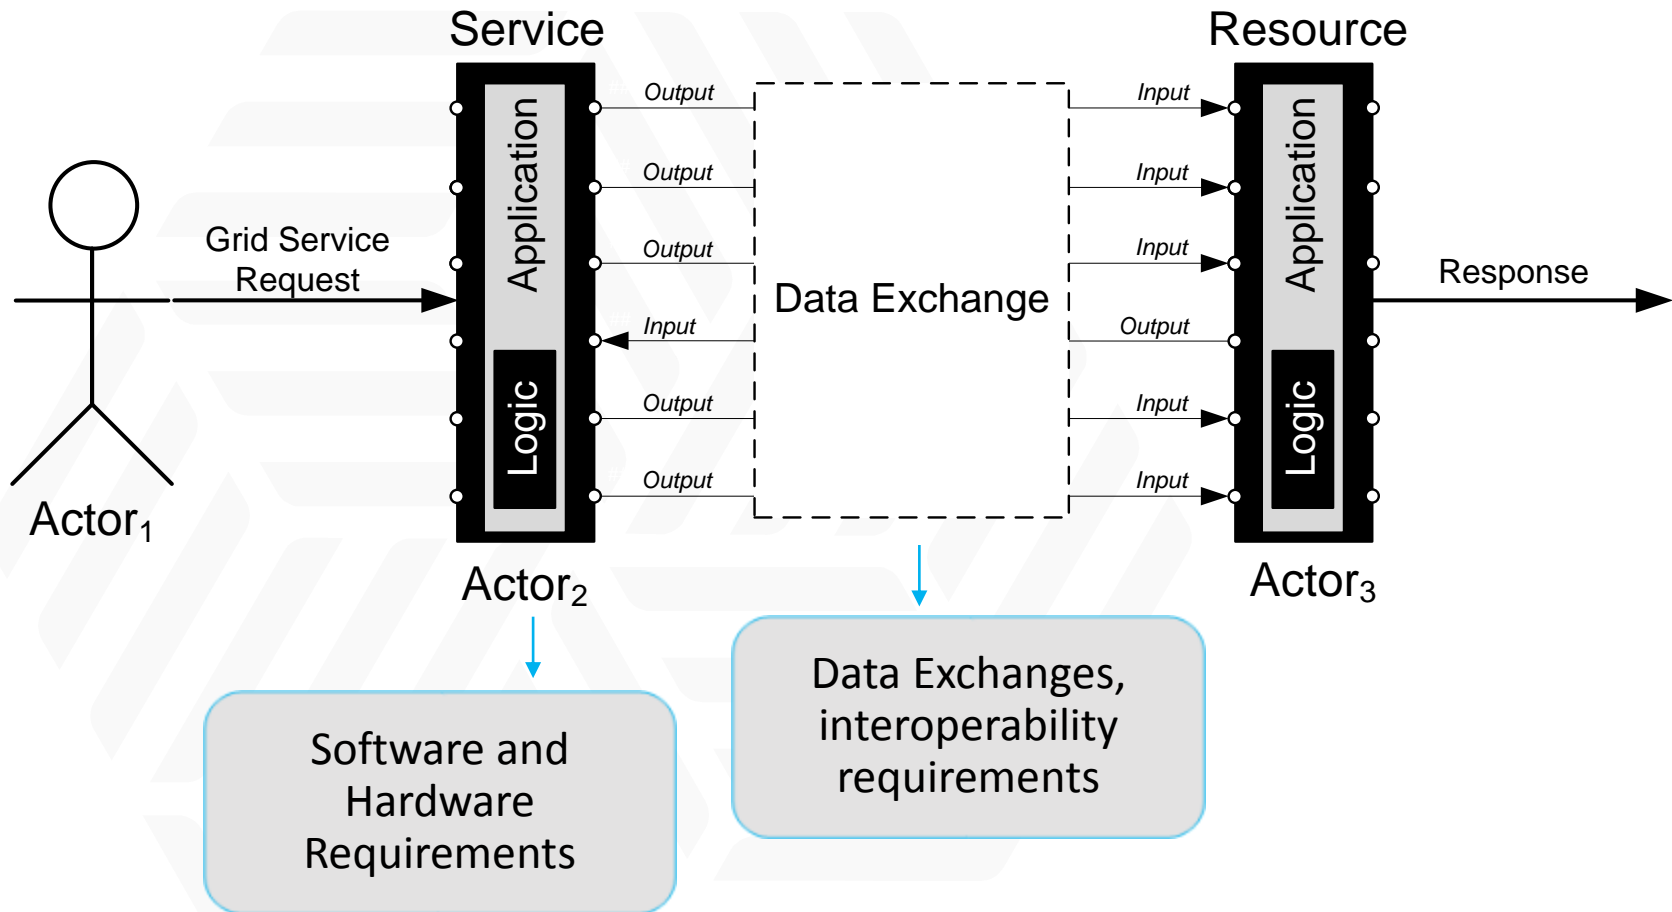 Service
Resource
Output
Input
Output
Input
Output
Input
Input
Output
Output
Input
Output
Input
Application
Logic
Application
Logic
Grid Service
Request
Data Exchange
Response
Actor1
Actor2
Actor3
Data Exchanges,
interoperability
requirements
Software and
Hardware
Requirements